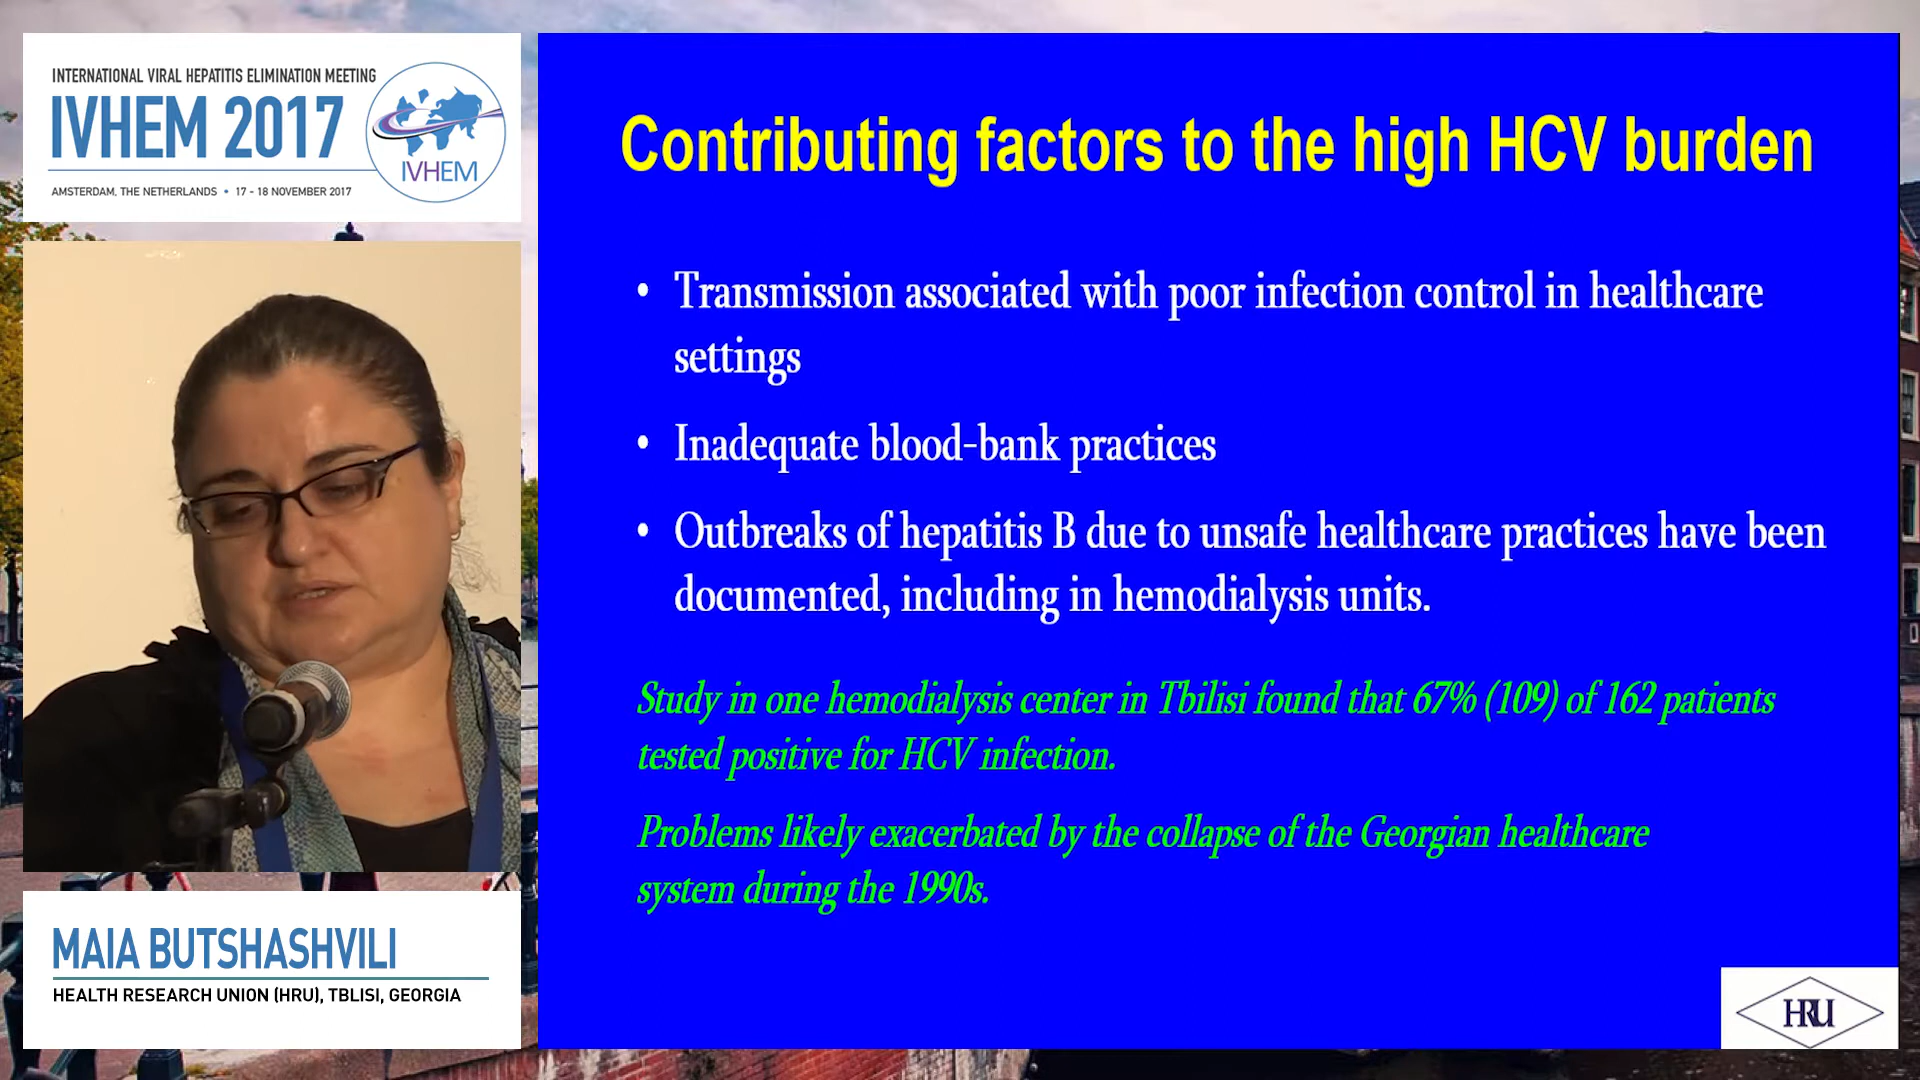 INTERNATIONAL VIRAL HEPATITIS ELIMINATION MEETING
IVHEM 2017
IVHEM
AMSTERDAM, THE NETHERLANDS • 17 - 18 NOVEMBER 2017
MAIA BUTSHASHVILI
HEALTH RESEARCH UNION (HRU), TBLISI, GEORGIA
Contributing factors to the high HCV burden
• Transmission associated with poor infection control in healthcare
settings
• Inadequate blood-bank practices
• Outbreaks of hepatitis B due to unsafe healthcare practices have been
documented, including in hemodialysis units.
Study in one hemodialysis center in Tbilisi found that 67% (109) of 162 patients
tested positive for HCV infection.
Problems likely exacerbated by the collapse of the Georgian healthcare
system during the 1990s.
HRU